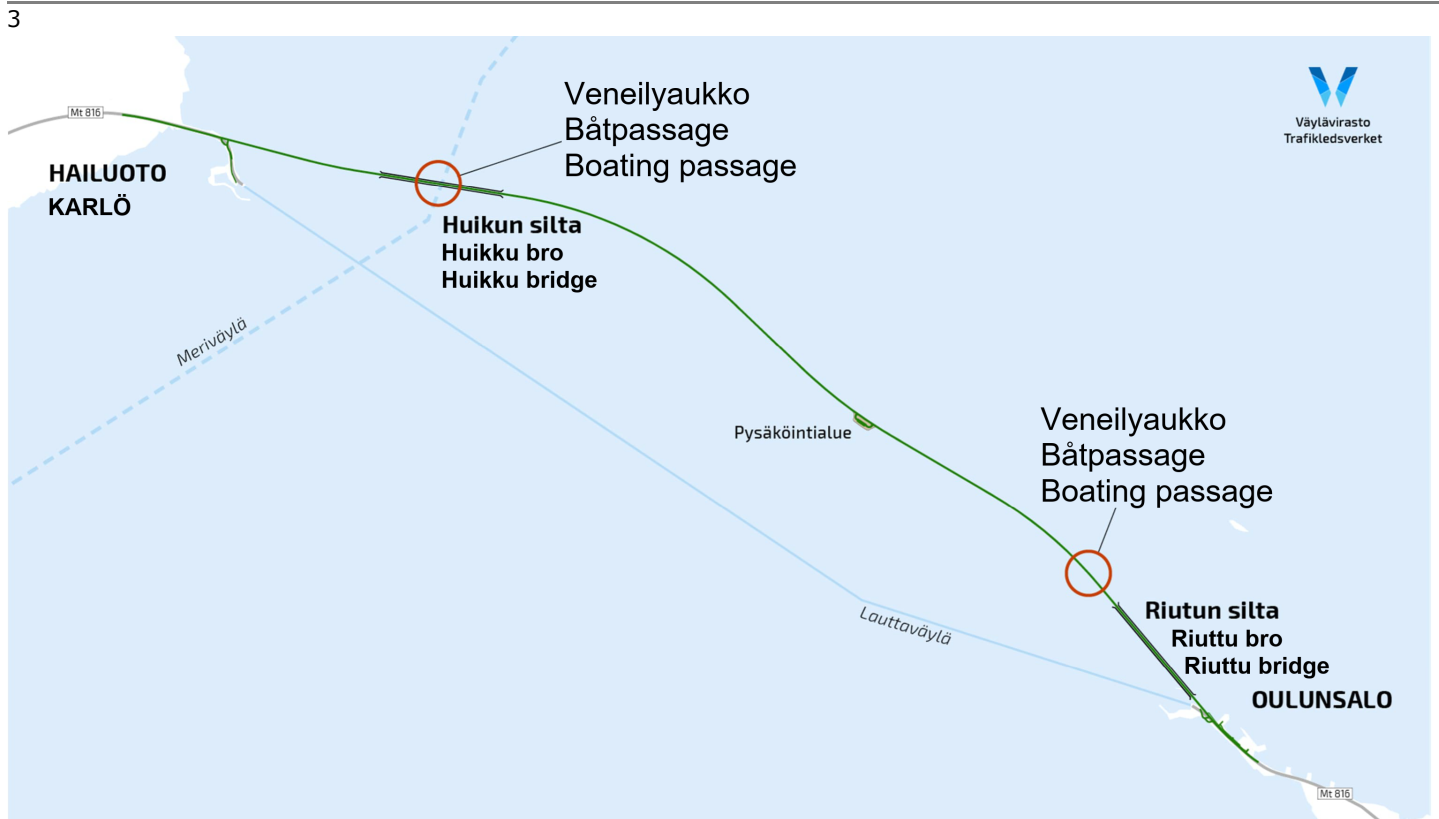 3
Mt 816
HAILUOTO
KARLÖ
Veneilyaukko
Båtpassage
Boating passage
Väylävirasto
Trafikledsverket
Huikun silta
Huikku bro
Huikku bridge
Meriväylä
Pysäköintialue
Veneilyaukko
Båtpassage
Boating passage
Lauttaväylä
Riutun silta
Riuttu bro
Riuttu bridge
OULUNSALO
Mt 816